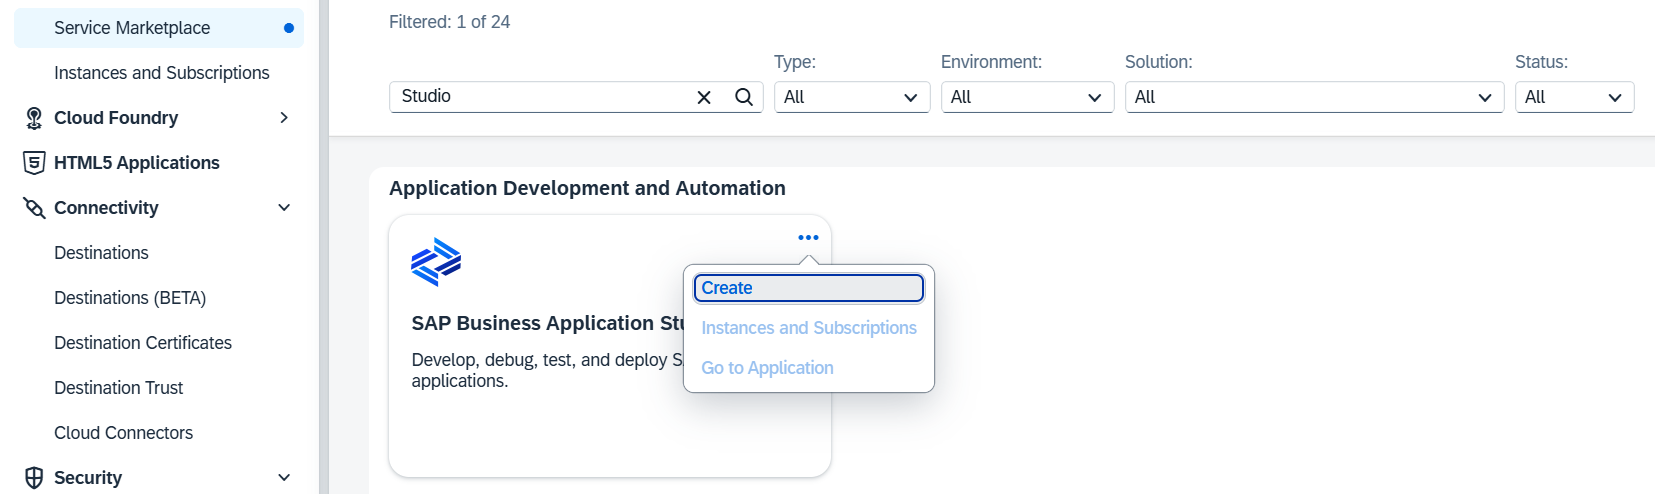 Service Marketplace
Instances and Subscriptions
Cloud Foundry
HTML5 Applications
Connectivity
Destinations
Destinations (BETA)
Destination Certificates
Destination Trust
Cloud Connectors
Security
Filtered: 1 of 24
Type: Environment: Solution: Status:
Studio All All All All
Application Development and Automation
SAP Business Application Stu
Develop, debug, test, and deploy S
applications.
Create
Instances and Subscriptions
Go to Application